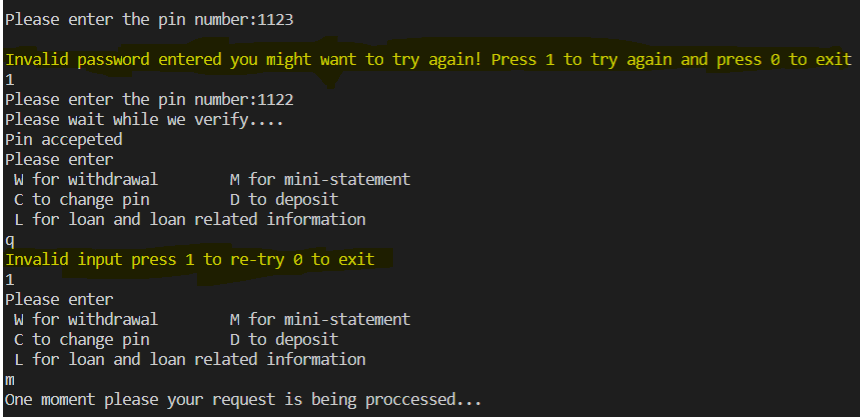 Please enter the pin number:1123
Invalid password entered you might want to try again! Press 1 to try again and press 0 to exit
1
Please enter the pin number:1122
Please wait while we verify....
Pin accepeted
Please enter
W for withdrawal        M for mini-statement
C to change pin         D to deposit
L for loan and loan related information
q
Invalid input press 1 to re-try 0 to exit
1
Please enter
W for withdrawal        M for mini-statement
C to change pin         D to deposit
L for loan and loan related information
m
One moment please your request is being proccessed...